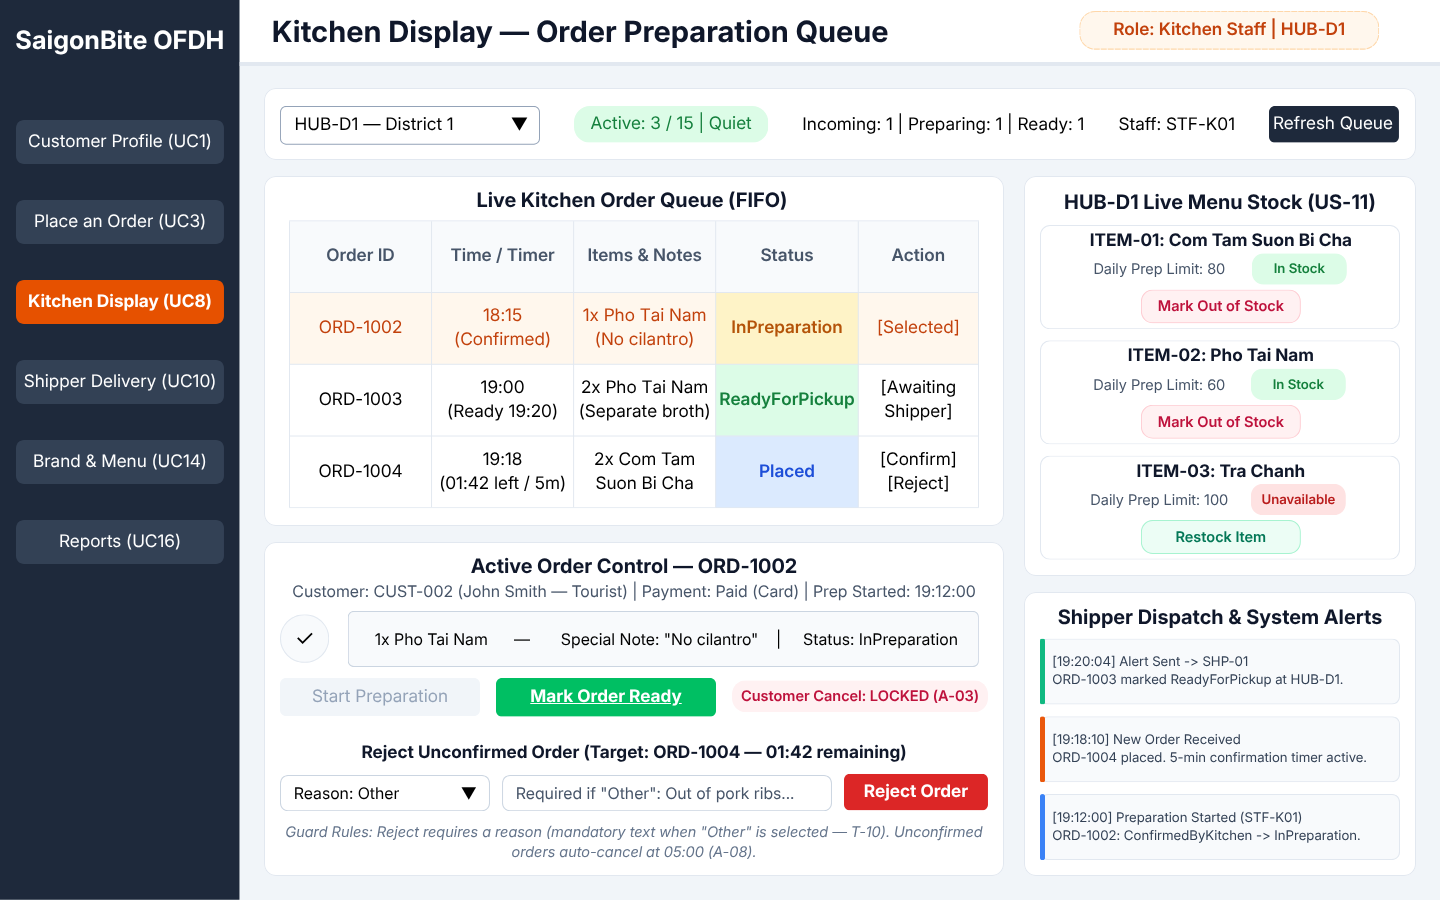 SaigonBite OFDH
Customer Profile (UC1)
Place an Order (UC3)
Kitchen Display (UC8)
Shipper Delivery (UC10)
Brand & Menu (UC14)
Reports (UC16)
Kitchen Display — Order Preparation Queue
Role: Kitchen Staff | HUB-D1
HUB-D1 — District 1 ▼
Active: 3 / 15 | Quiet
Incoming: 1 | Preparing: 1 | Ready: 1
Staff: STF-K01
Refresh Queue
Live Kitchen Order Queue (FIFO)
Order ID Time / Timer Items & Notes Status Action
ORD-1002
18:15
(Confirmed)
1x Pho Tai Nam
(No cilantro)
InPreparation
[Selected]
ORD-1003
19:00
(Ready 19:20)
2x Pho Tai Nam
(Separate broth)
ReadyForPickup
[Awaiting
Shipper]
ORD-1004
19:18
(01:42 left / 5m)
2x Com Tam
Suon Bi Cha
Placed
[Confirm]
[Reject]
Active Order Control — ORD-1002
Customer: CUST-002 (John Smith — Tourist) | Payment: Paid (Card) | Prep Started: 19:12:00
✓
1x Pho Tai Nam — Special Note: "No cilantro" | Status: InPreparation
Start Preparation
Mark Order Ready
Customer Cancel: LOCKED (A-03)
Reject Unconfirmed Order (Target: ORD-1004 — 01:42 remaining)
Reason: Other ▼
Required if "Other": Out of pork ribs...
Reject Order
Guard Rules: Reject requires a reason (mandatory text when "Other" is selected — T-10). Unconfirmed
orders auto-cancel at 05:00 (A-08).
HUB-D1 Live Menu Stock (US-11)
ITEM-01: Com Tam Suon Bi Cha
Daily Prep Limit: 80
In Stock
Mark Out of Stock
ITEM-02: Pho Tai Nam
Daily Prep Limit: 60
In Stock
Mark Out of Stock
ITEM-03: Tra Chanh
Daily Prep Limit: 100
Unavailable
Restock Item
Shipper Dispatch & System Alerts
[19:20:04] Alert Sent -> SHP-01
ORD-1003 marked ReadyForPickup at HUB-D1.
[19:18:10] New Order Received
ORD-1004 placed. 5-min confirmation timer active.
[19:12:00] Preparation Started (STF-K01)
ORD-1002: ConfirmedByKitchen -> InPreparation.